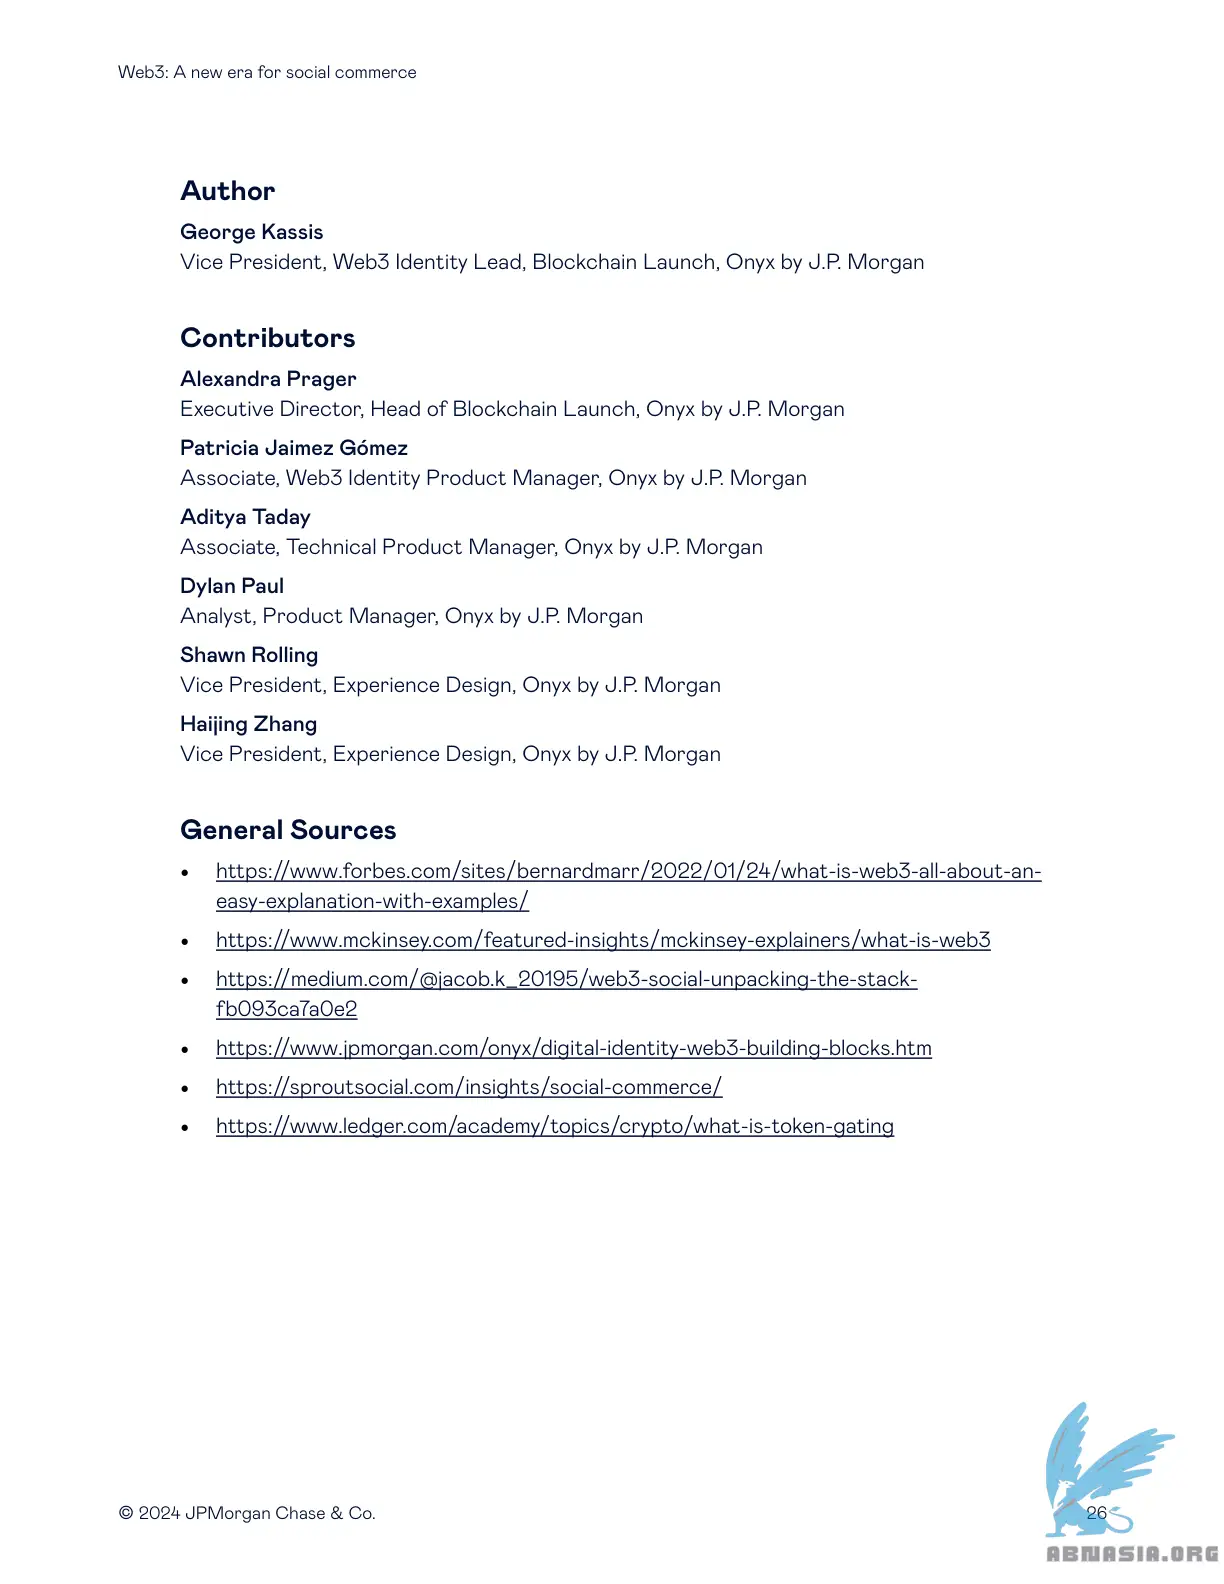 Web3: A new era for social commerce
Author
George Kassis
Vice President, Web3 Identity Lead, Blockchain Launch, Onyx by J.P. Morgan
Contributors
Alexandra Prager
Executive Director, Head of Blockchain Launch, Onyx by J.P. Morgan
Patricia Jaimez Gómez
Associate, Web3 Identity Product Manager, Onyx by J.P. Morgan
Aditya Taday
Associate, Technical Product Manager, Onyx by J.P. Morgan
Dylan Paul
Analyst, Product Manager, Onyx by J.P. Morgan
Shawn Rolling
Vice President, Experience Design, Onyx by J.P. Morgan
Haijing Zhang
Vice President, Experience Design, Onyx by J.P. Morgan
General Sources
• https://www.forbes.com/sites/bernardmarr/2022/01/24/what-is-web3-all-about-an-
easy-explanation-with-examples/
• https://www.mckinsey.com/featured-insights/mckinsey-explainers/what-is-web3
• https://medium.com/@jacob.k_20195/web3-social-unpacking-the-stack-
fb093ca7a0e2
• https://www.jpmorgan.com/onyx/digital-identity-web3-building-blocks.htm
• https://sproutsocial.com/insights/social-commerce/
• https://www.ledger.com/academy/topics/crypto/what-is-token-gating
© 2024 JPMorgan Chase & Co.
26
ABNASIA.ORG